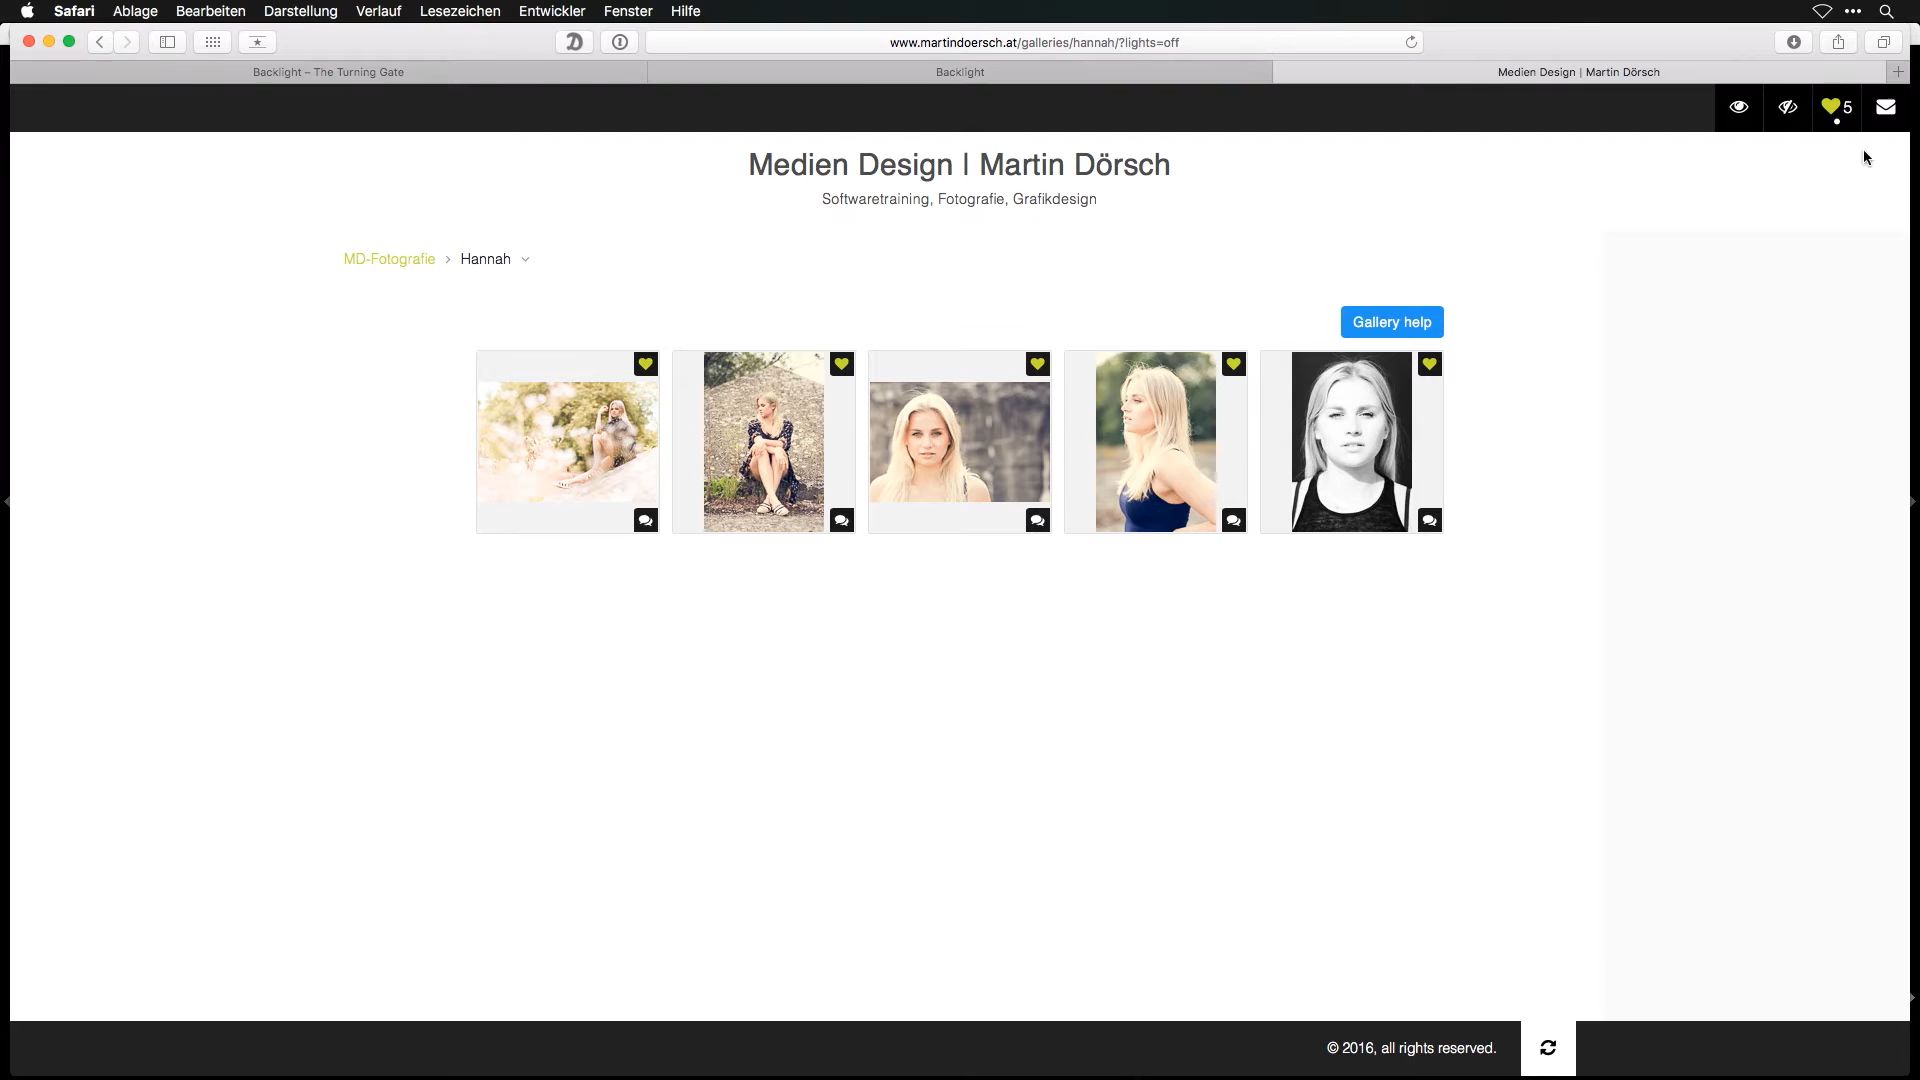 Safari Ablage Bearbeiten Darstellung Verlauf Lesezeichen Entwickler Fenster Hilfe
www.martindoersch.at/galleries/hannah/?lights=off
Backlight – The Turning Gate
Backlight
Medien Design | Martin Dörsch
5
Medien Design | Martin Dörsch
Softwaretraining, Fotografie, Grafikdesign
MD-Fotografie > Hannah
Gallery help
© 2016, all rights reserved.